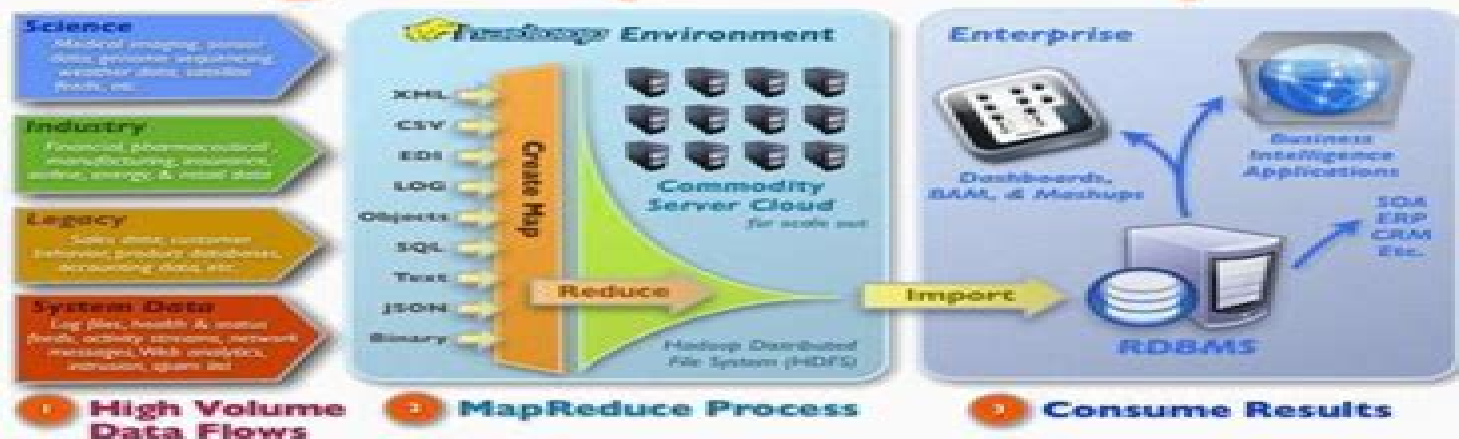 Science
Medical imaging, sensor
data, genome sequencing,
weather data, satellite
feeds, etc.
Industry
Financial, pharmaceutical
manufacturing, insurance,
online, energy, & retail data
Legacy
Sales data, customer
behavior, product databases,
accounting data, etc.
System Data
Log files, health & status
feeds, activity streams, network
messages, Web analytics,
intrusion, spam list
1 High Volume
Data Flows
Hadoop Environment
XML
CSV
EDI
LOG
Objects
SQL
Text
JSON
Binary
Create Map
Reduce
Commodity
Server Cloud
for scale out
Hadoop Distributed
File System (HDFS)
2 MapReduce Process
Import
Enterprise
Dashboards,
BAM, & Mashups
Business
Intelligence
Applications
SOA
ERP
CRM
Etc.
RDBMS
3 Consume Results